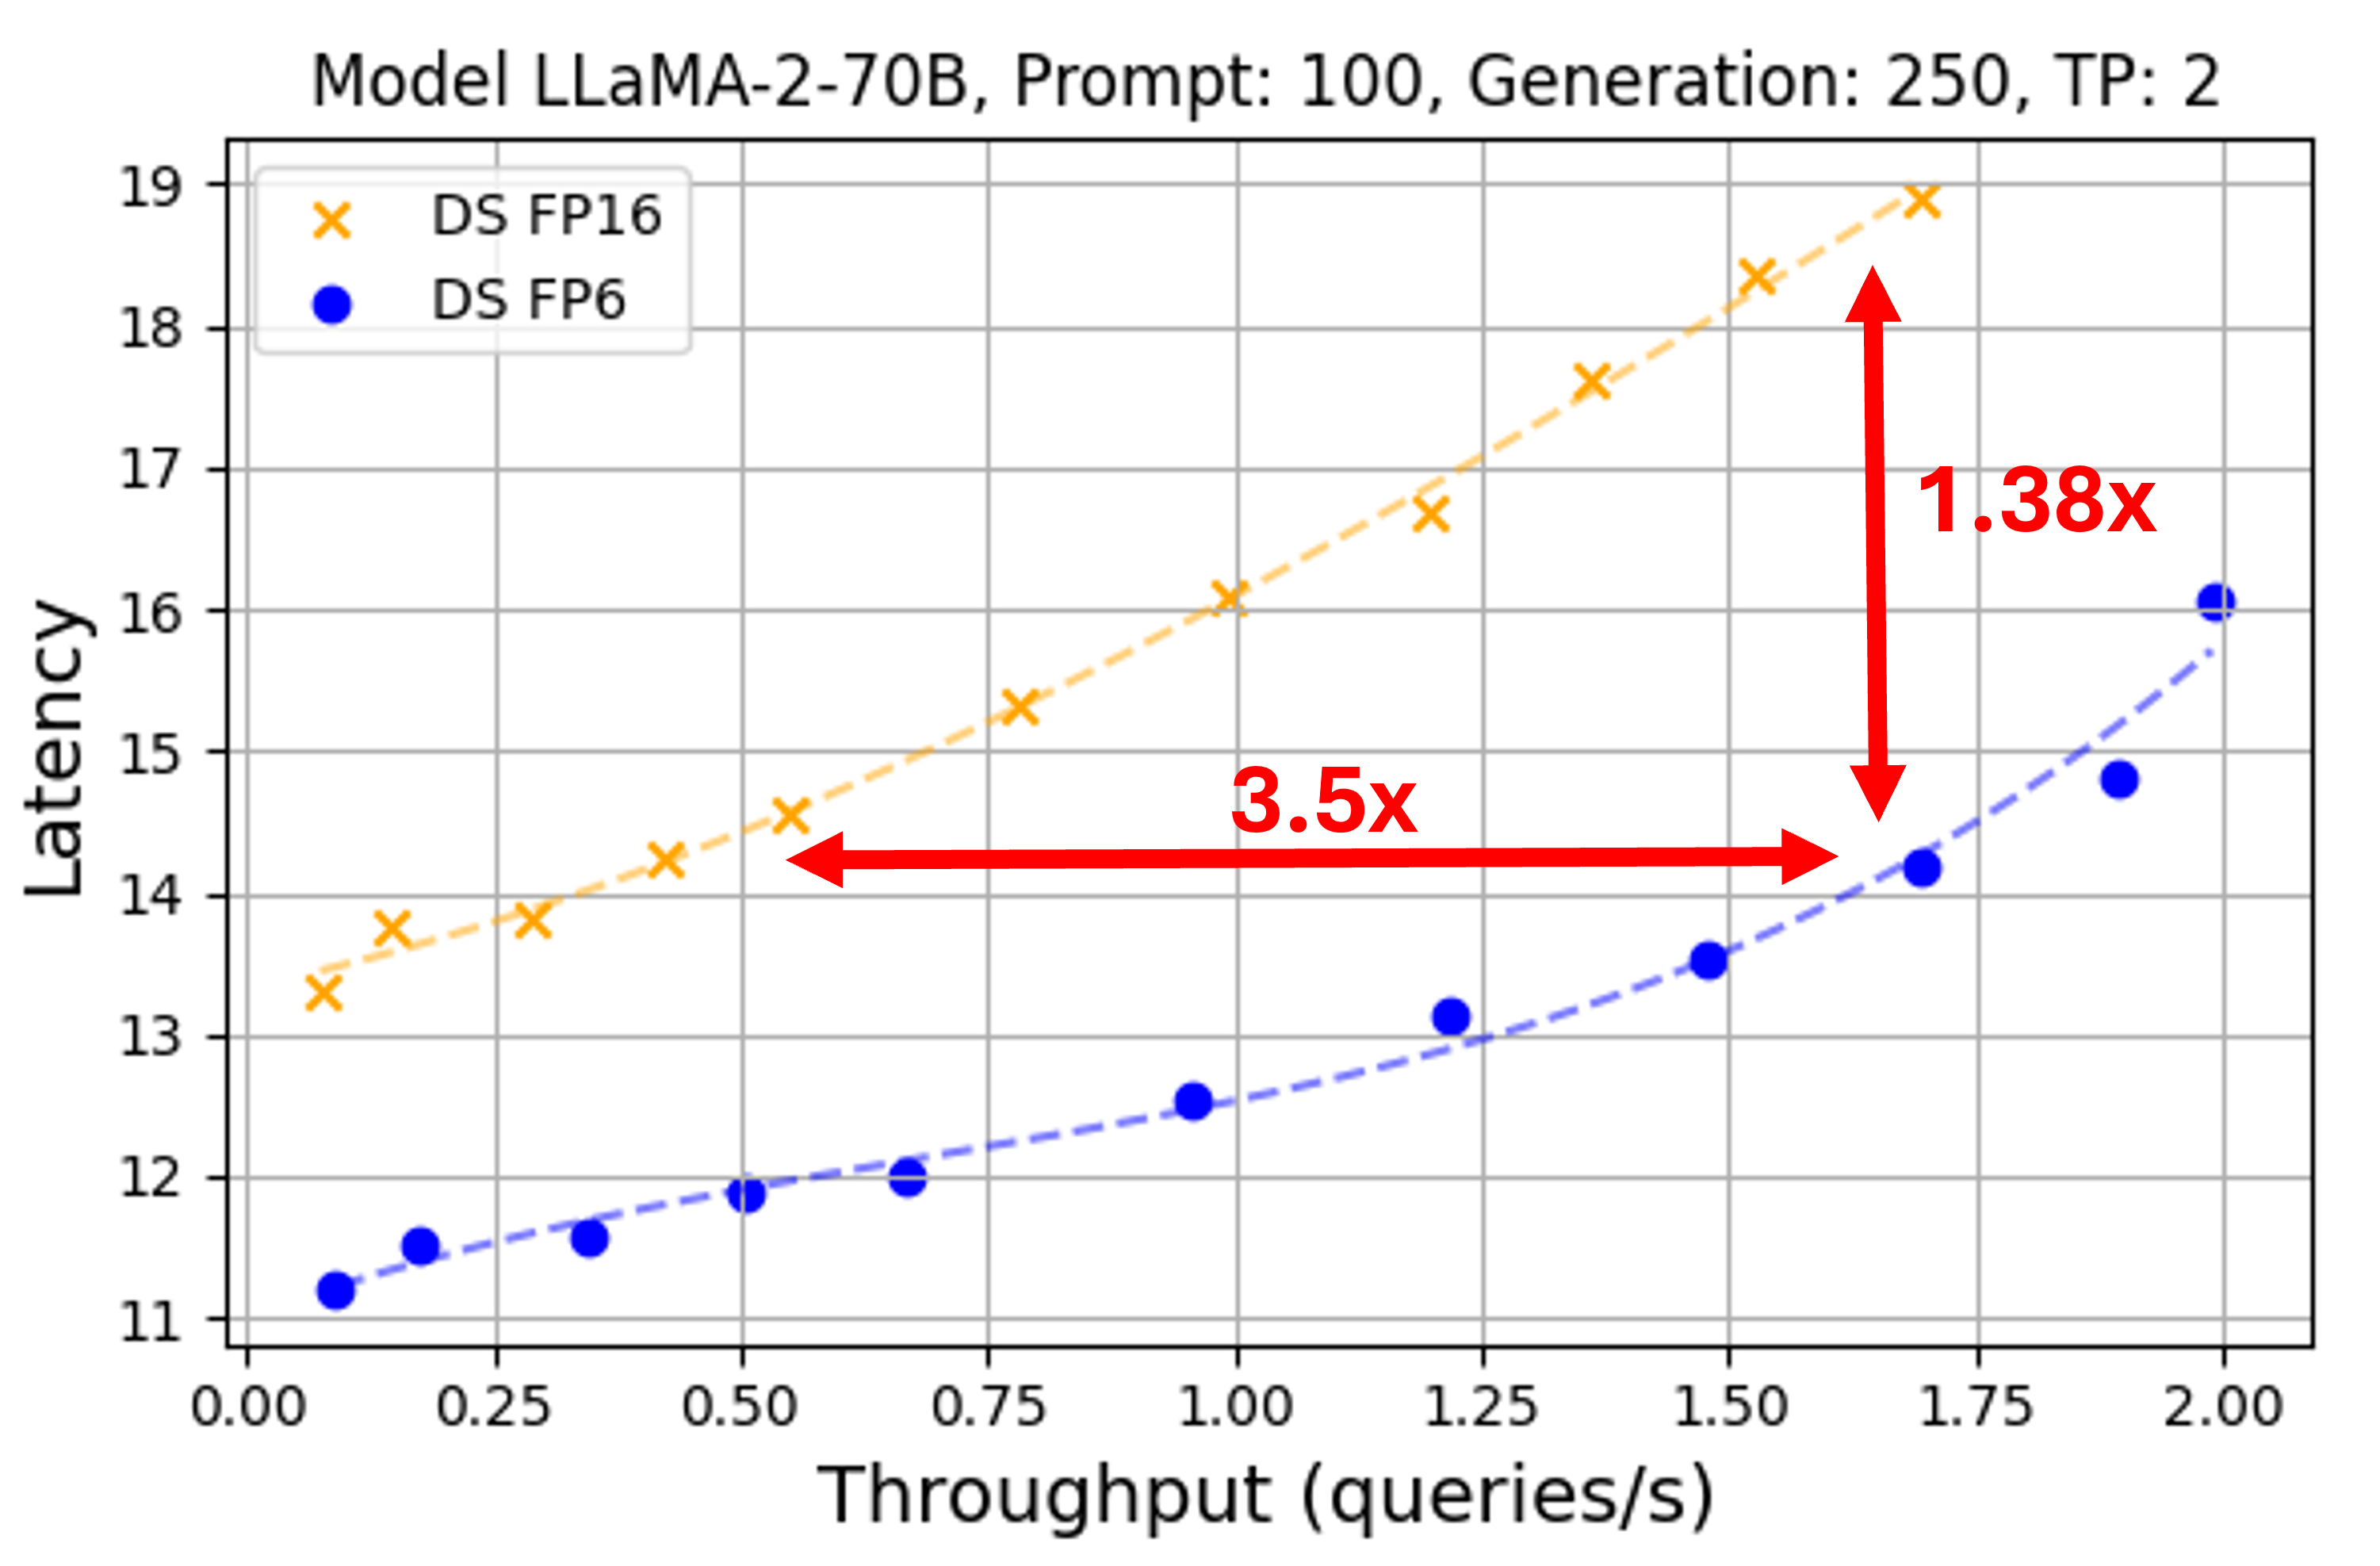 Model LLaMA-2-70B, Prompt: 100, Generation: 250, TP: 2
DS FP16
DS FP6
19
18
17
16
15
14
13
12
11
Latency
1.38x
3.5x
0.00 0.25 0.50 0.75 1.00 1.25 1.50 1.75 2.00
Throughput (queries/s)